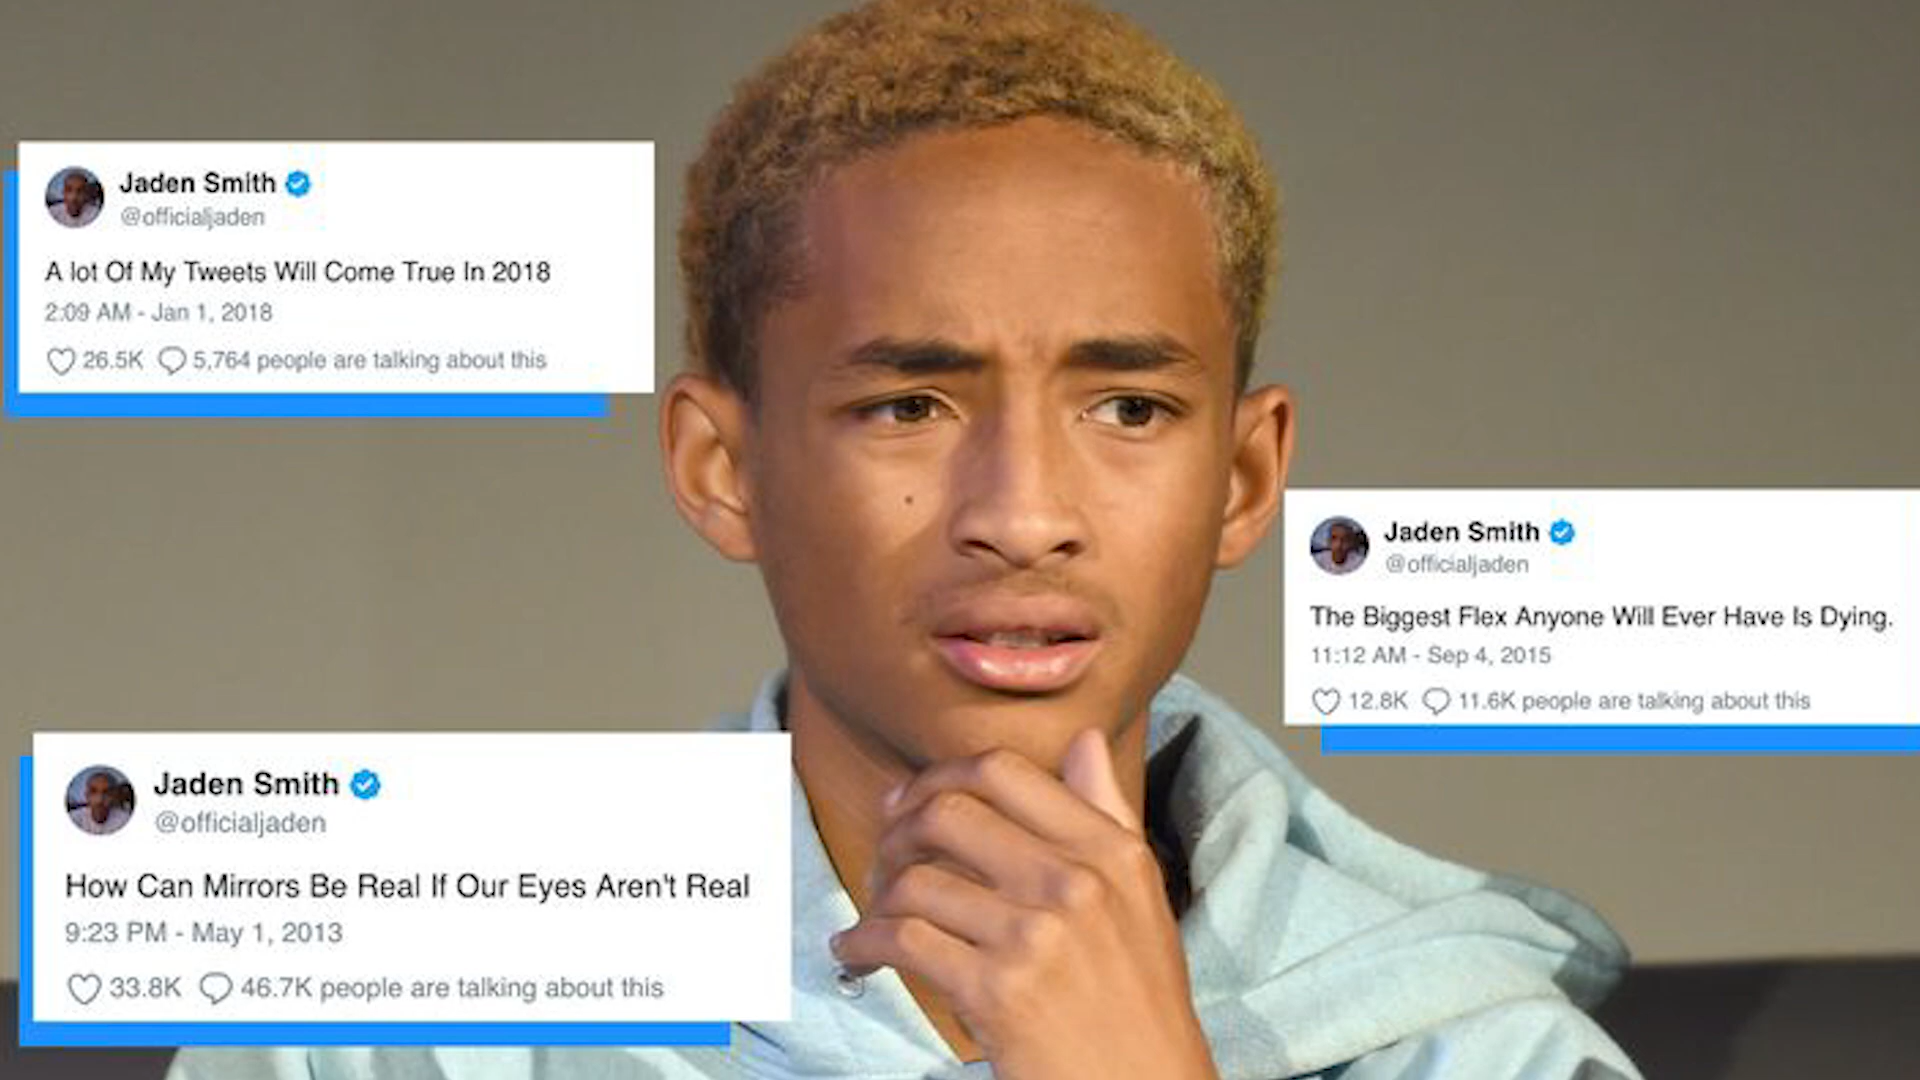 Jaden Smith
@officialjaden
A lot Of My Tweets Will Come True In 2018
2:09 AM - Jan 1, 2018
26.5K 5,764 people are talking about this
Jaden Smith
@officialjaden
The Biggest Flex Anyone Will Ever Have Is Dying.
11:12 AM - Sep 4, 2015
12.8K 11.6K people are talking about this
Jaden Smith
@officialjaden
How Can Mirrors Be Real If Our Eyes Aren't Real
9:23 PM - May 1, 2013
33.8K 46.7K people are talking about this